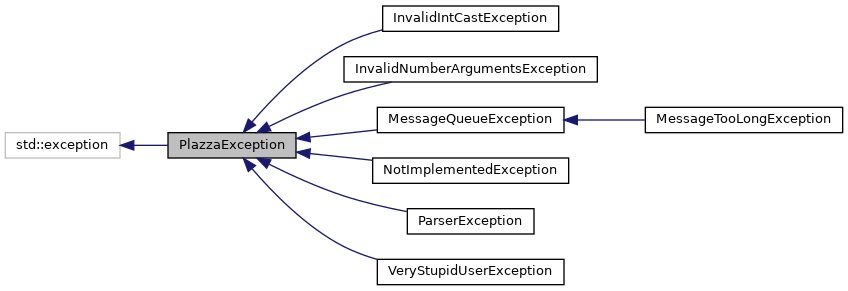 InvalidIntCastException
InvalidNumberArgumentsException
MessageQueueException
MessageTooLongException
std::exception
PlazzaException
NotImplementedException
ParserException
VeryStupidUserException